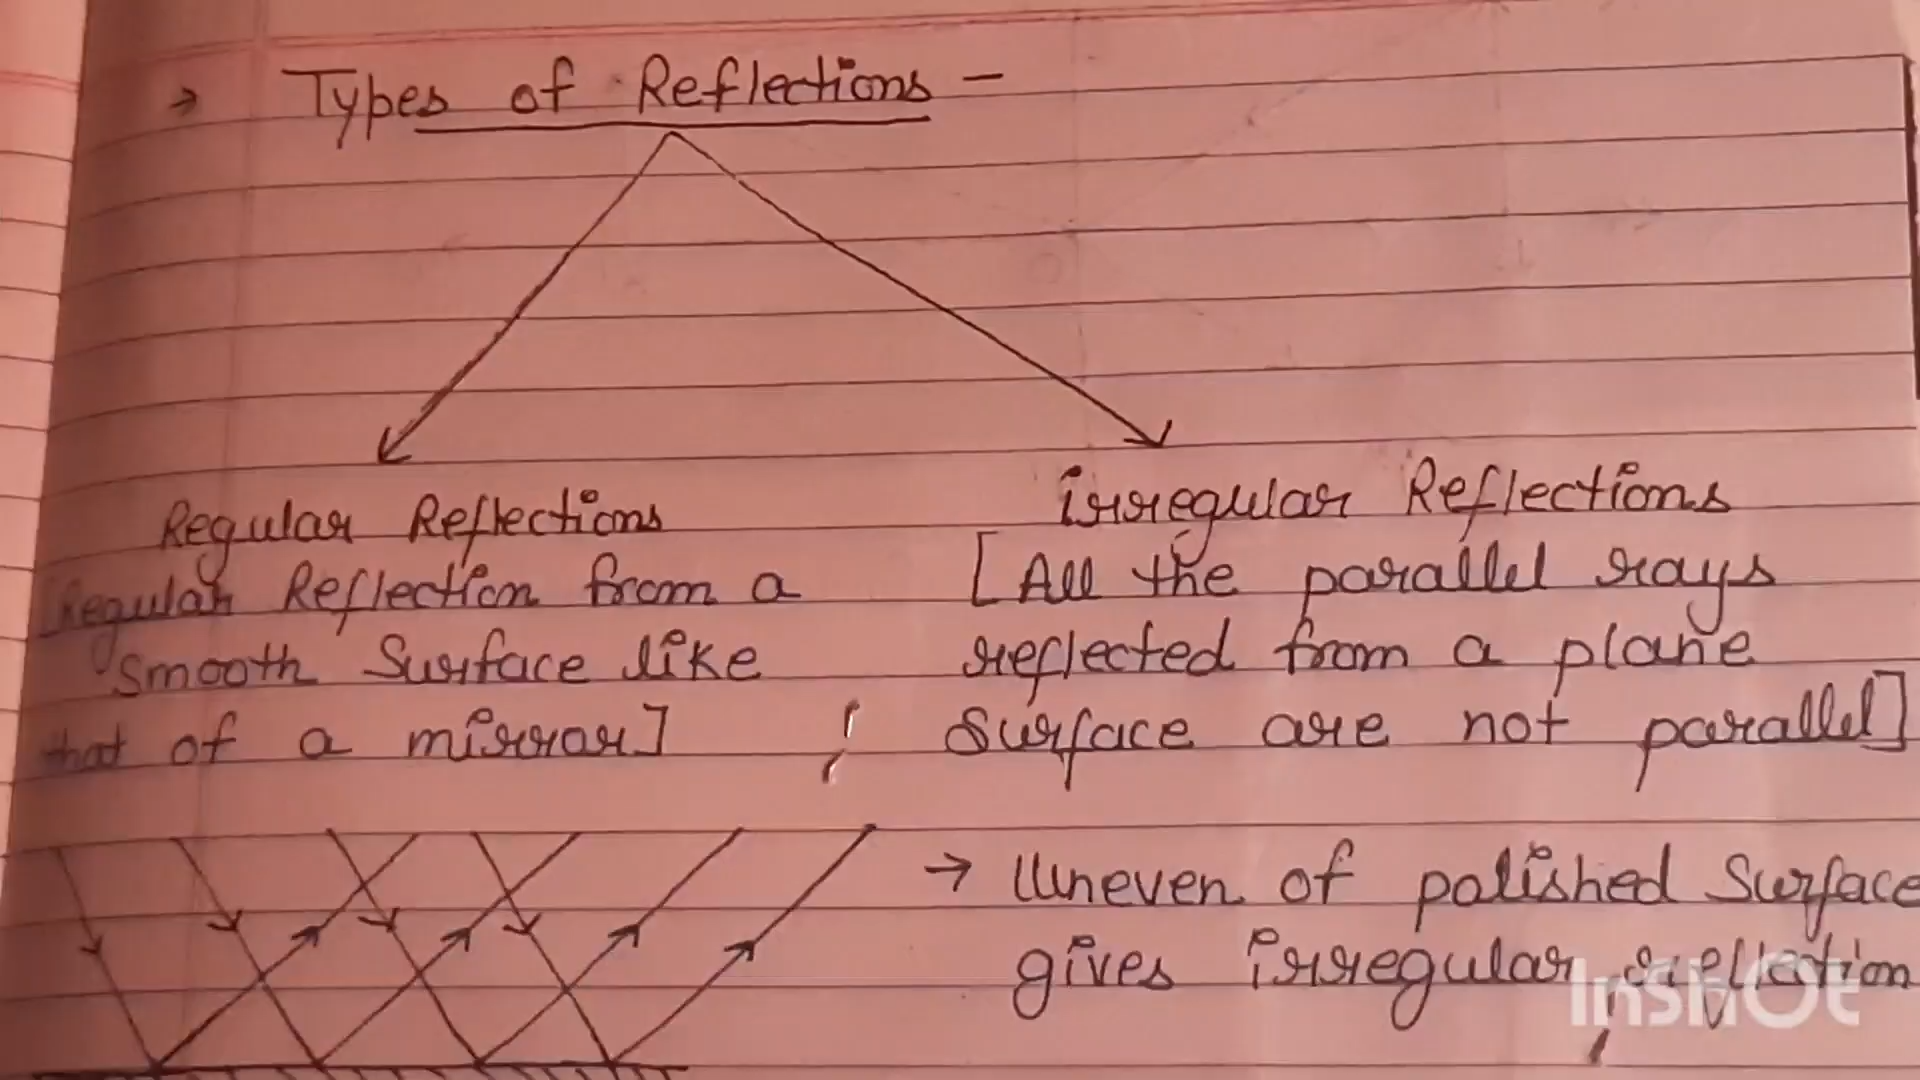 → Types of Reflections -
Regular Reflections
[Regular Reflection from a
Smooth Surface like
that of a mirror]
irregular Reflections
[All the parallel rays
reflected from a plane
Surface are not parallel]
→ Uneven of polished Surface
gives irregular reflection
InShOt